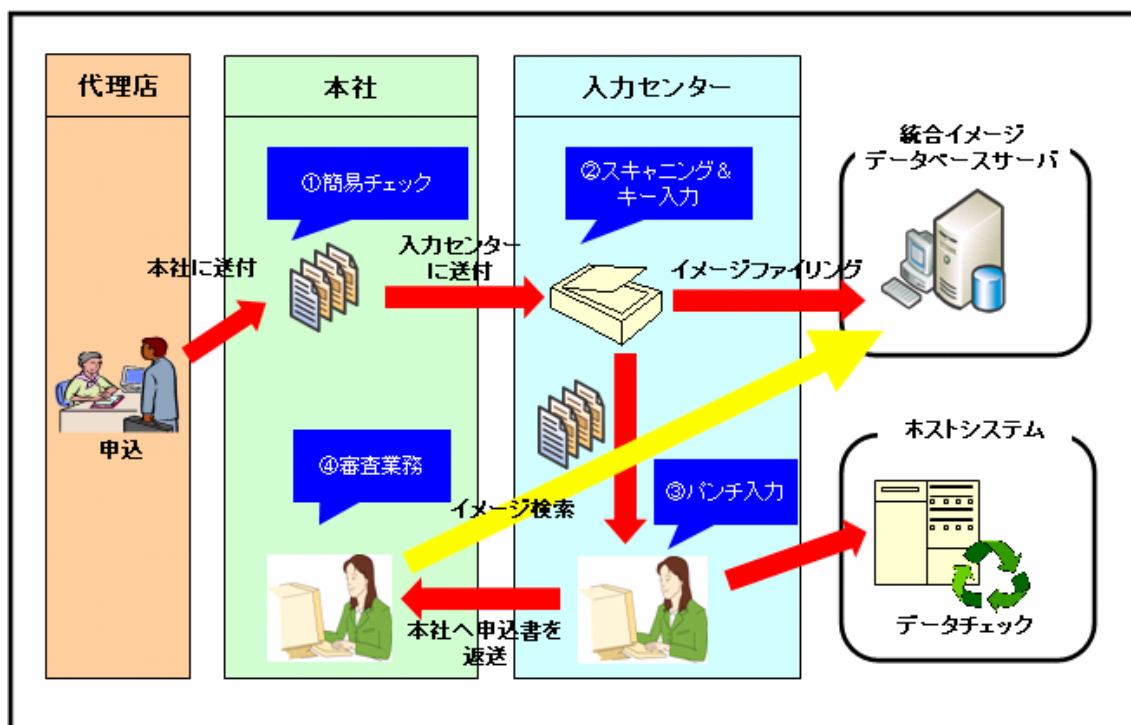 代理店
本社
入力センター
統合イメージ
データベースサーバ
①簡易チェック
②スキャニング＆
キー入力
本社に送付
入力センター
に送付
イメージファイリング
申込
④審査業務
イメージ検索
③パンチ入力
ホストシステム
データチェック
本社へ申込書を
返送